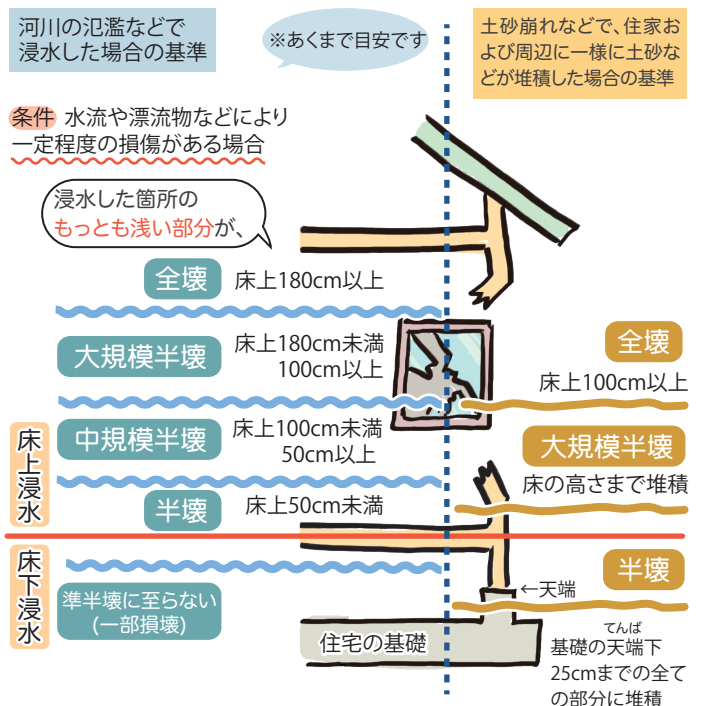 河川の氾濫などで
浸水した場合の基準
※あくまで目安です
土砂崩れなどで、住家お
よび周辺に一様に土砂な
どが堆積した場合の基準
条件 水流や漂流物などにより
一定程度の損傷がある場合
浸水した箇所の
もっとも浅い部分が、
全壊 床上180cm以上
大規模半壊 床上180cm未満
100cm以上
中規模半壊 床上100cm未満
50cm以上
半壊 床上50cm未満
床上浸水
床下浸水
準半壊に至らない
(一部損壊)
全壊
床上100cm以上
大規模半壊
床の高さまで堆積
半壊
←天端
住宅の基礎
てんば
基礎の天端下
25cmまでの全て
の部分に堆積